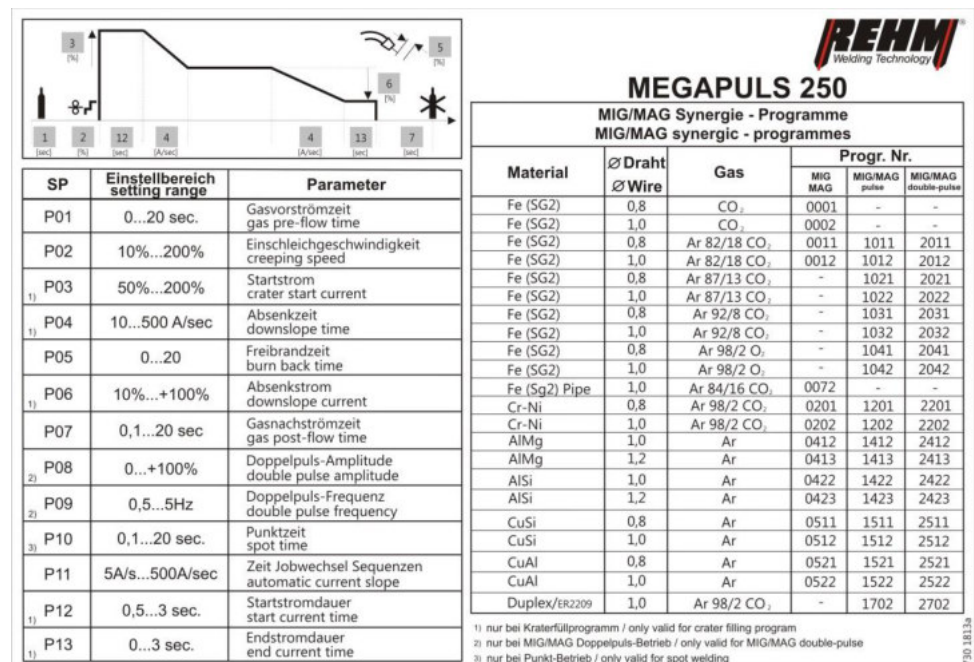 3
[%]
5
[%]
6
[%]
1
2
12
4
4
13
7
[sec]
[%]
[sec]
[A/sec]
[A/sec]
[sec]
[sec]
SP Einstellbereich setting range Parameter
P01 0...20 sec. Gasvorströmzeit
gas pre-flow time
P02 10%...200% Einschleichgeschwindigkeit
creeping speed
1) P03 50%...200% Startstrom
crater start current
1) P04 10...500 A/sec Absenkzeit
downslope time
P05 0...20 Freibrandzeit
burn back time
1) P06 10%...+100% Absenkstrom
downslope current
P07 0,1...20 sec Gasnachströmzeit
gas post-flow time
2) P08 0...+100% Doppelpuls-Amplitude
double pulse amplitude
2) P09 0,5...5Hz Doppelpuls-Frequenz
double pulse frequency
3) P10 0,1...20 sec. Punktzeit
spot time
P11 5A/s...500A/sec Zeit Jobwechsel Sequenzen
automatic current slope
1) P12 0,5...3 sec. Startstromdauer
start current time
1) P13 0...3 sec. Endstromdauer
end current time
REHM
Welding Technology
MEGAPULS 250
MIG/MAG Synergie - Programme
MIG/MAG synergic - programmes
Material Ø Draht Ø Wire Gas Progr. Nr.
MIG MAG MIG/MAG pulse MIG/MAG double-pulse
Fe (SG2) 0,8 CO₂ 0001 - -
Fe (SG2) 1,0 CO₂ 0002 - -
Fe (SG2) 0,8 Ar 82/18 CO₂ 0011 1011 2011
Fe (SG2) 1,0 Ar 82/18 CO₂ 0012 1012 2012
Fe (SG2) 0,8 Ar 87/13 CO₂ - 1021 2021
Fe (SG2) 1,0 Ar 87/13 CO₂ - 1022 2022
Fe (SG2) 0,8 Ar 92/8 CO₂ - 1031 2031
Fe (SG2) 1,0 Ar 92/8 CO₂ - 1032 2032
Fe (SG2) 0,8 Ar 98/2 O₂ - 1041 2041
Fe (SG2) 1,0 Ar 98/2 O₂ - 1042 2042
Fe (Sg2) Pipe 1,0 Ar 84/16 CO₂ 0072 - -
Cr-Ni 0,8 Ar 98/2 CO₂ 0201 1201 2201
Cr-Ni 1,0 Ar 98/2 CO₂ 0202 1202 2202
AlMg 1,0 Ar 0412 1412 2412
AlMg 1,2 Ar 0413 1413 2413
AlSi 1,0 Ar 0422 1422 2422
AlSi 1,2 Ar 0423 1423 2423
CuSi 0,8 Ar 0511 1511 2511
CuSi 1,0 Ar 0512 1512 2512
CuAl 0,8 Ar 0521 1521 2521
CuAl 1,0 Ar 0522 1522 2522
Duplex/ER2209 1,0 Ar 98/2 CO₂ - 1702 2702
1) nur bei Kraterfüllprogramm / only valid for crater filling program
2) nur bei MIG/MAG Doppelpuls-Betrieb / only valid for MIG/MAG double-pulse
3) nur bei Punkt-Betrieb / only valid for spot welding
30 1813a